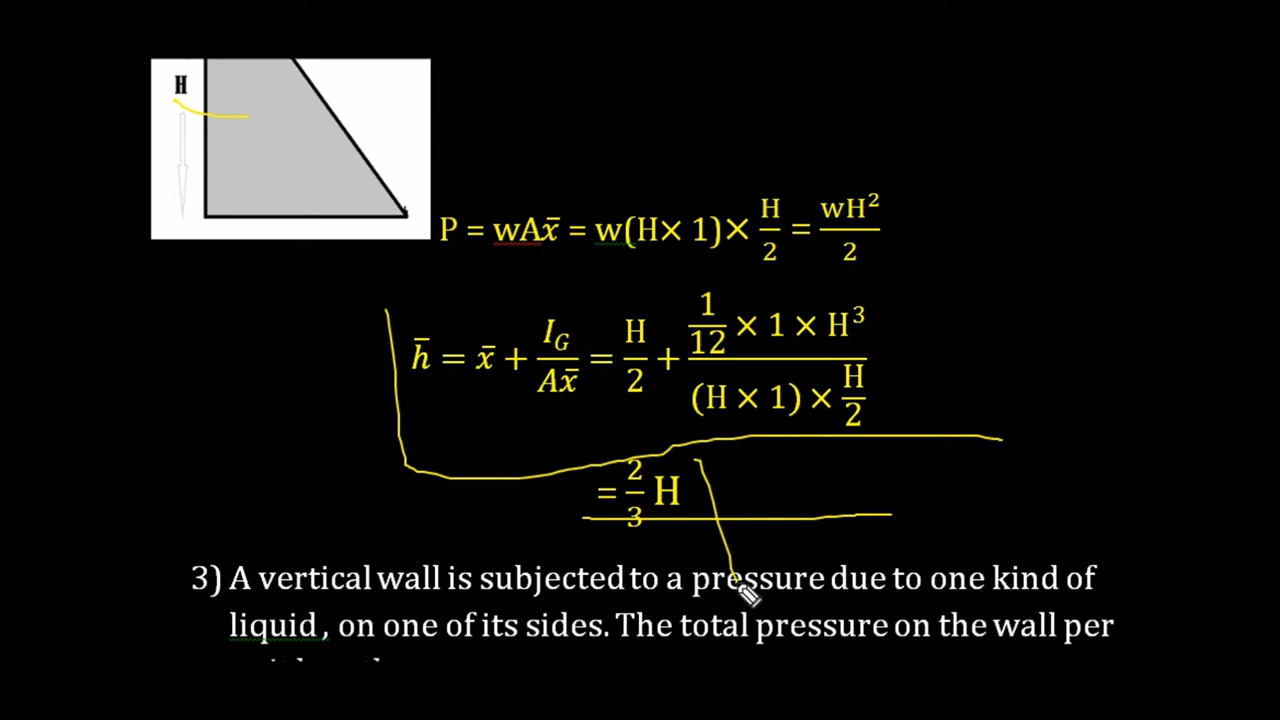 H
P = wAx̄ = w(H× 1)× H/2 = wH²/2
h̄ = x̄ + I_G/Ax̄ = H/2 + (1/12 × 1 × H³)/((H × 1) × H/2)
= 2/3 H
3) A vertical wall is subjected to a pressure due to one kind of
liquid , on one of its sides. The total pressure on the wall per